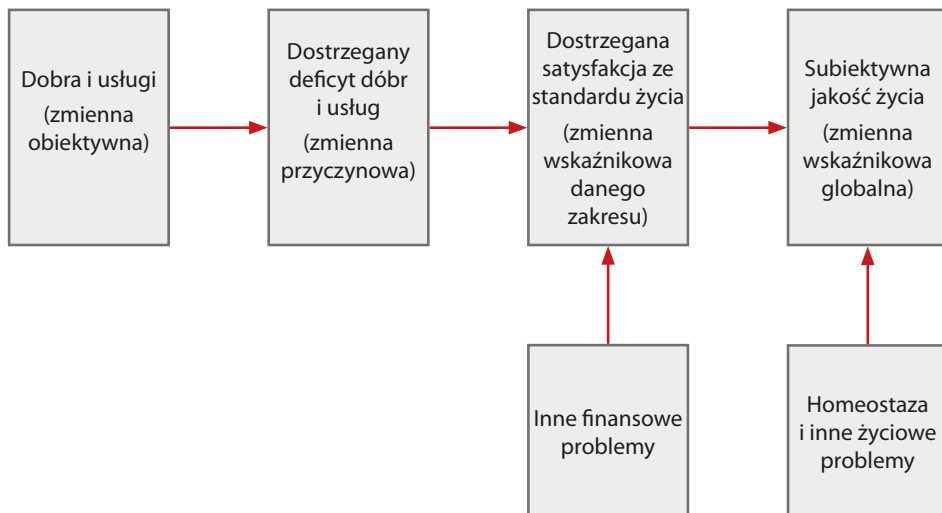 Dobra i usługi
(zmienna
obiektywna)
Dostrzegany
deficyt dóbr
i usług
(zmienna
przyczynowa)
Dostrzegana
satysfakcja ze
standardu życia
(zmienna
wskaźnikowa
danego
zakresu)
Subiektywna
jakość życia
(zmienna
wskaźnikowa
globalna)
Inne finansowe
problemy
Homeostaza
i inne życiowe
problemy